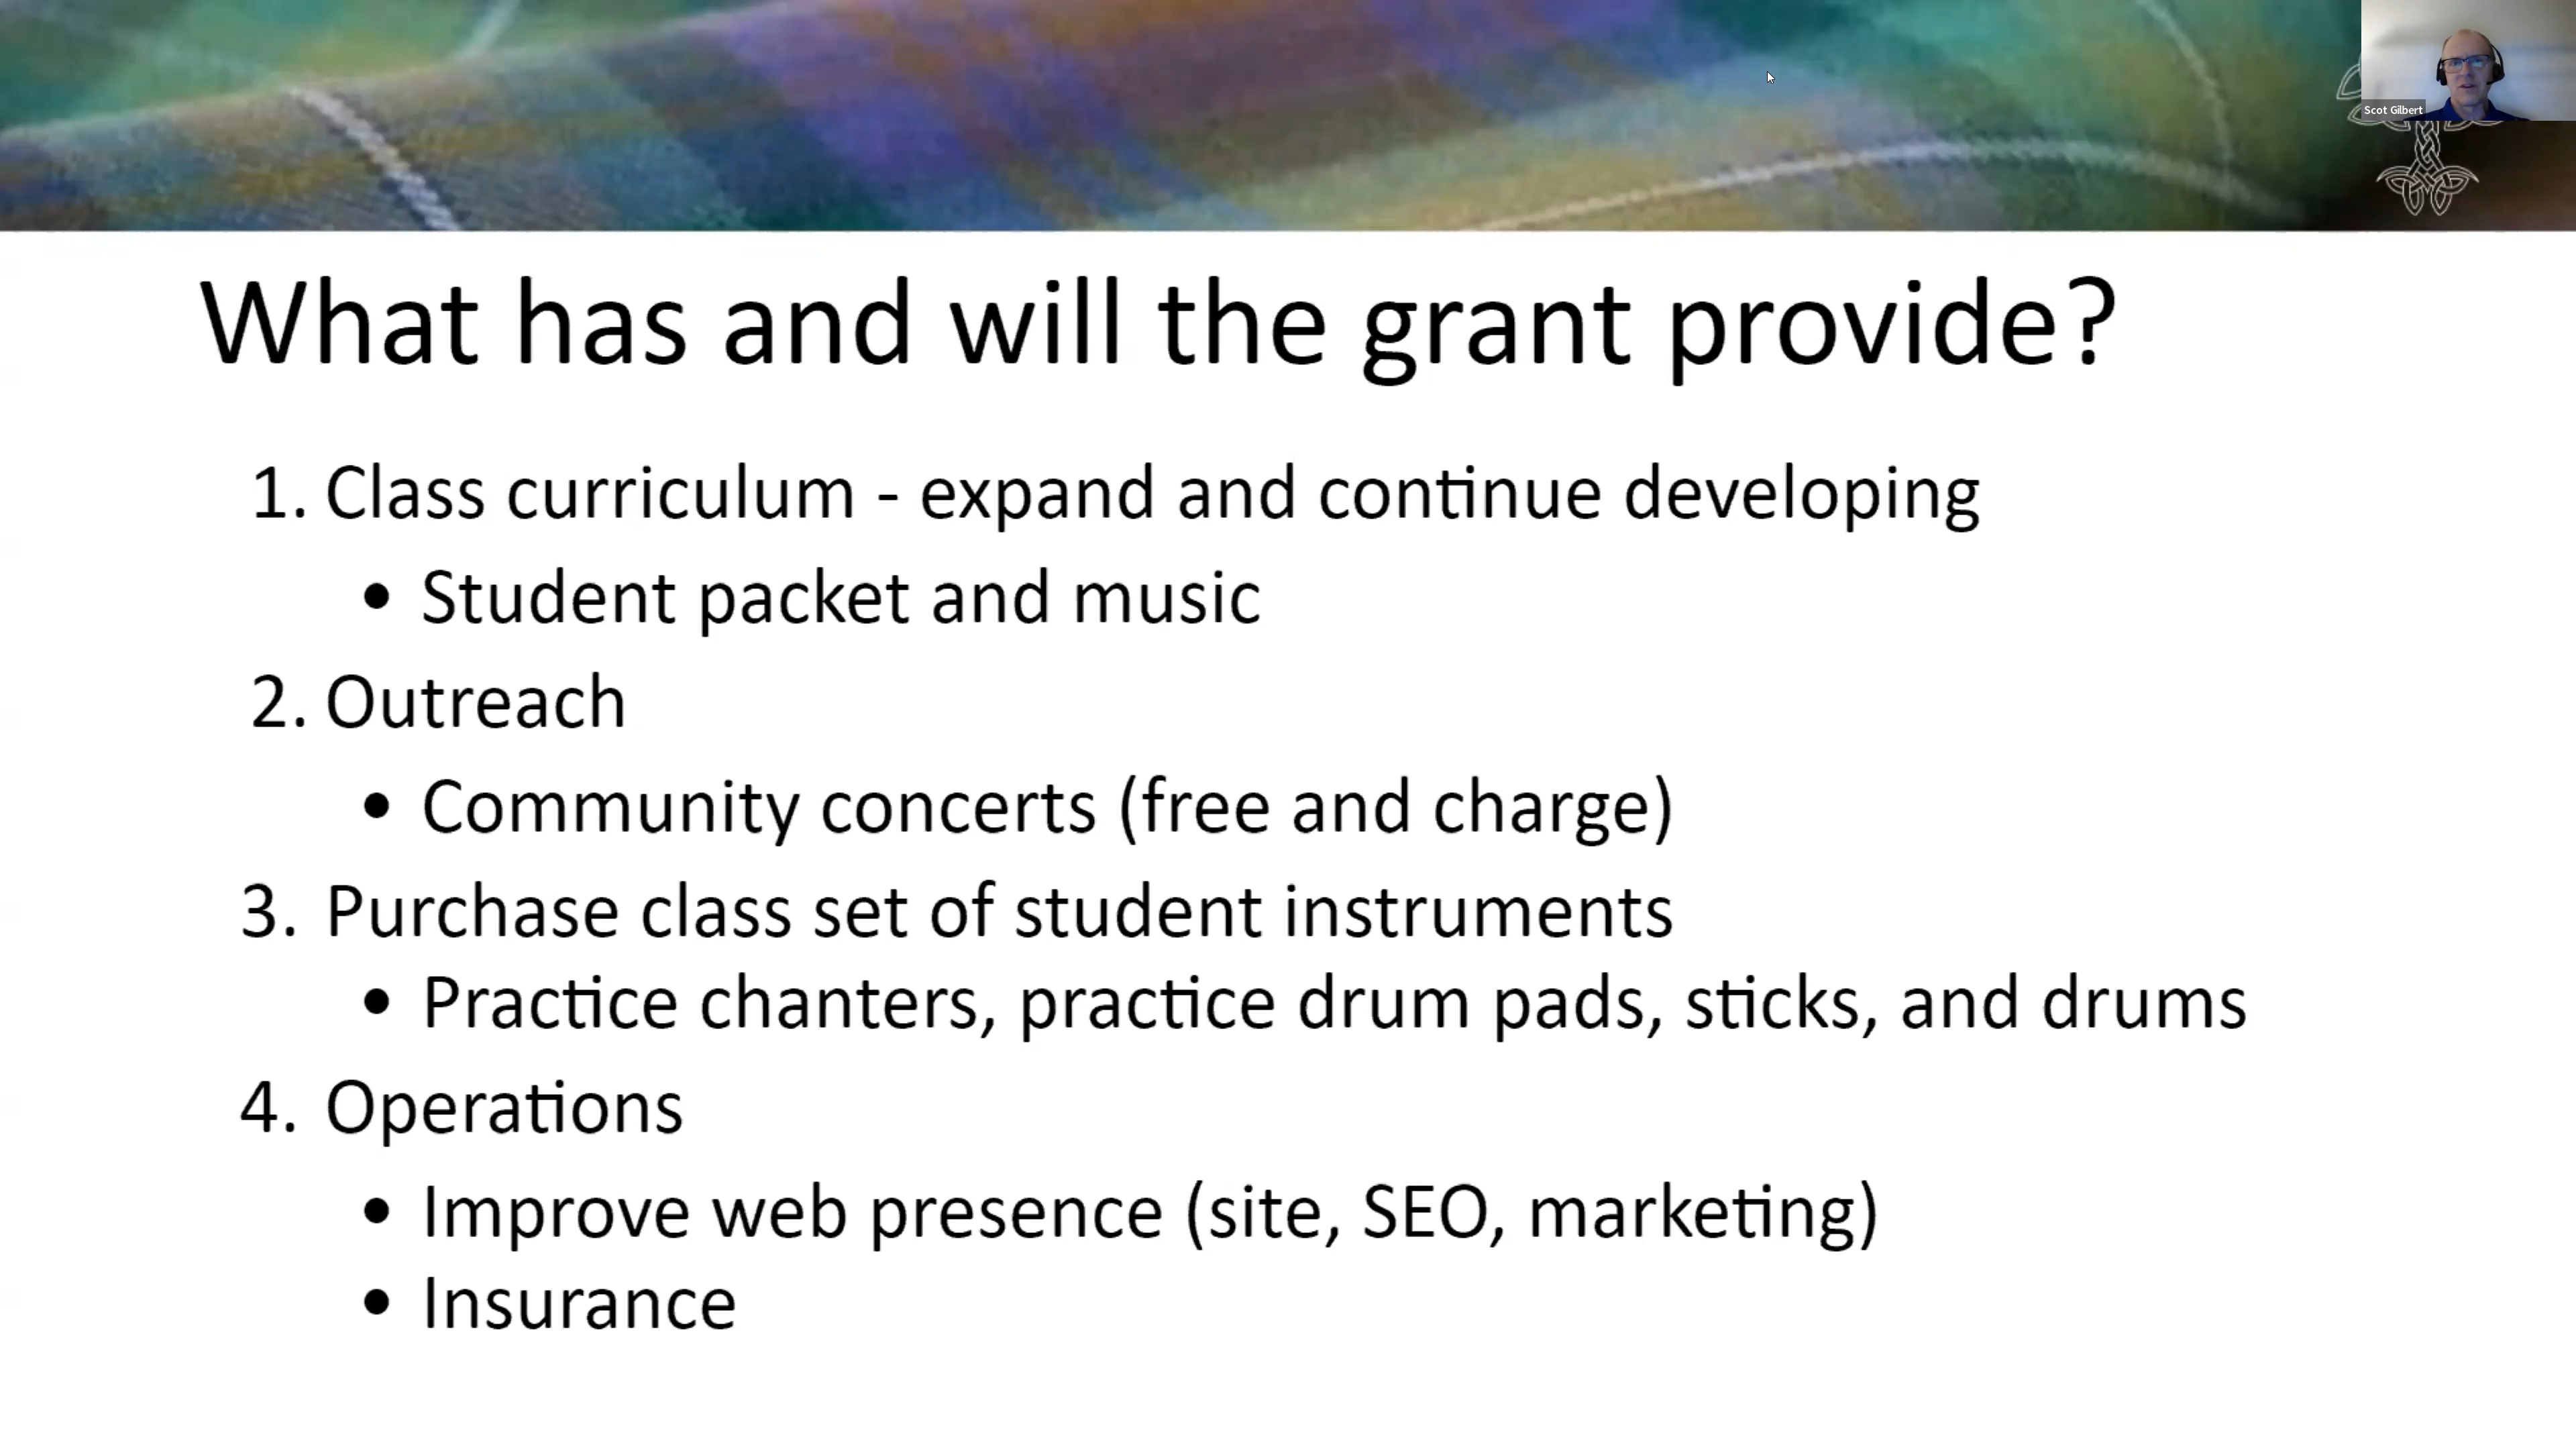 Scot Gilbert
What has and will the grant provide?
1. Class curriculum - expand and continue developing
• Student packet and music
2. Outreach
• Community concerts (free and charge)
3. Purchase class set of student instruments
• Practice chanters, practice drum pads, sticks, and drums
4. Operations
• Improve web presence (site, SEO, marketing)
• Insurance